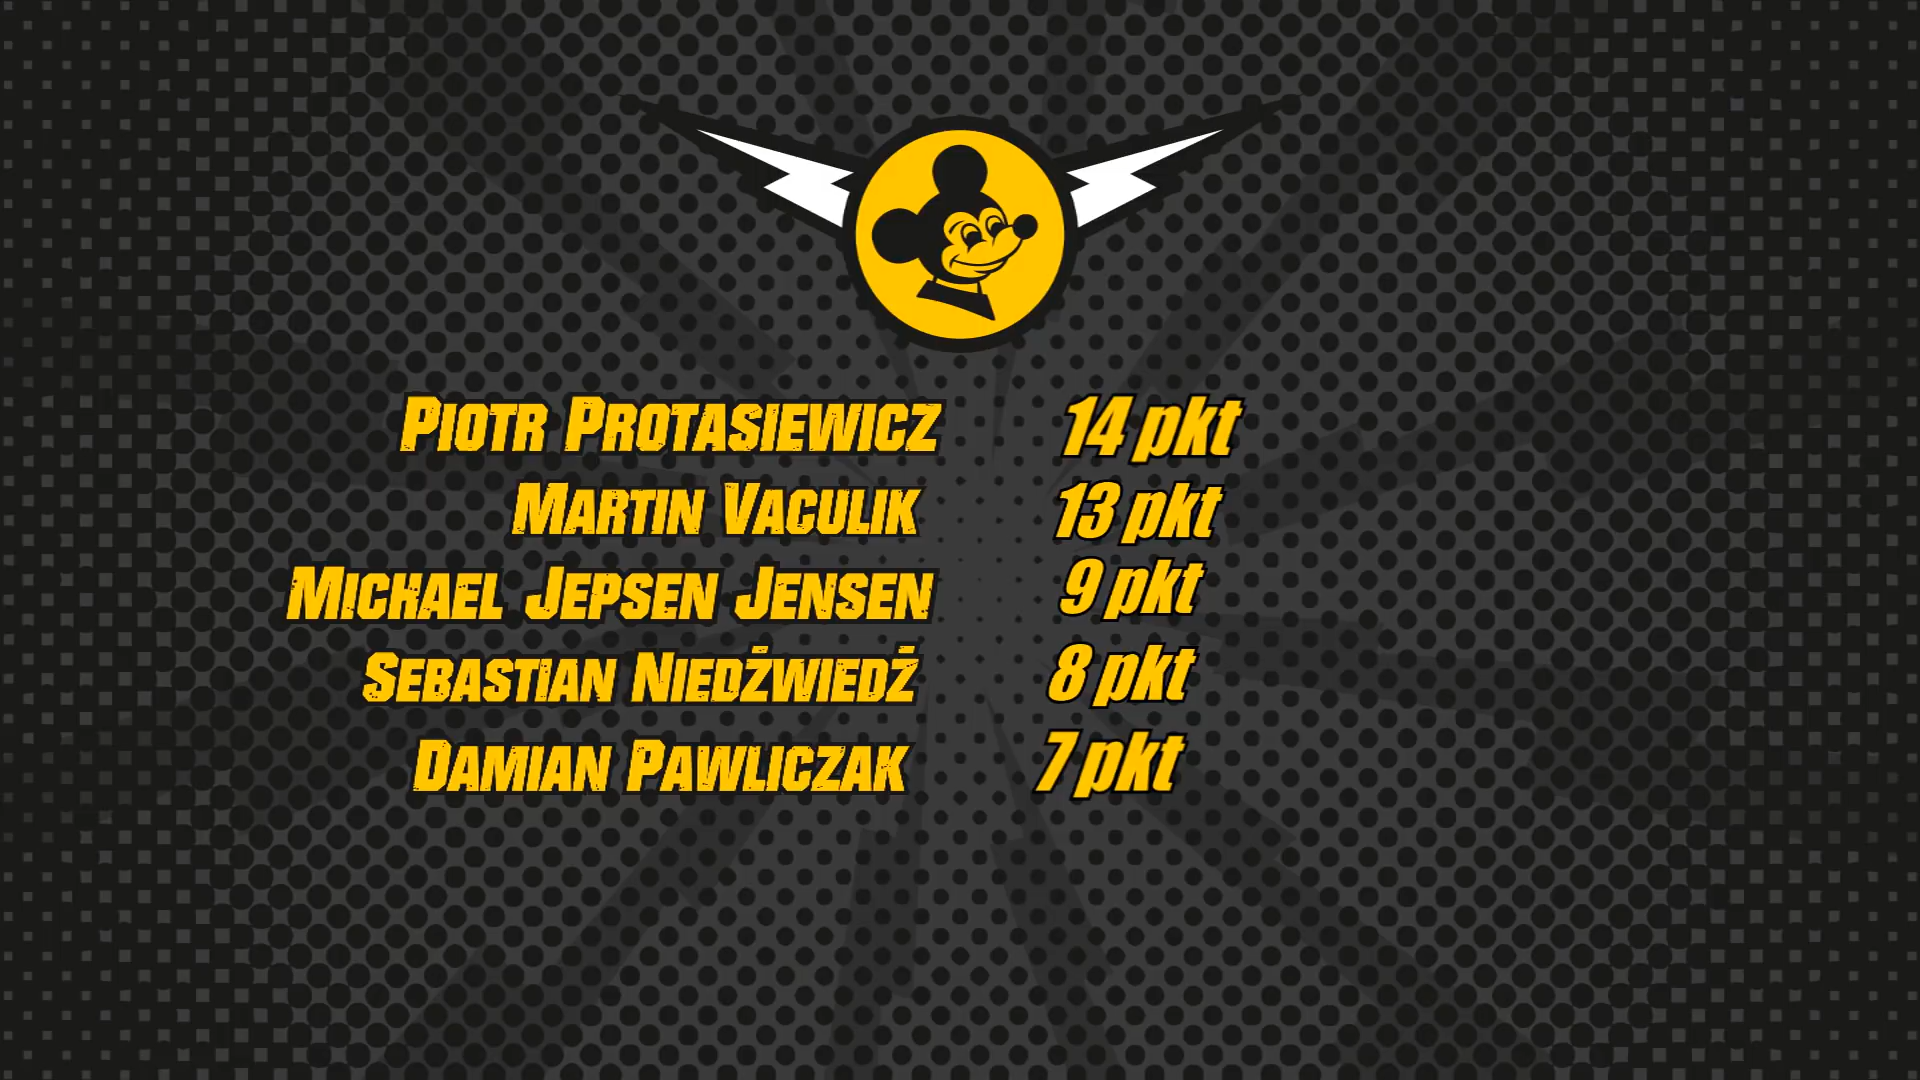 Piotr Protasiewicz 14 pkt
Martin Vaculik 13 pkt
Michael Jepsen Jensen 9 pkt
Sebastian Niedźwiedź 8 pkt
Damian Pawliczak 7 pkt